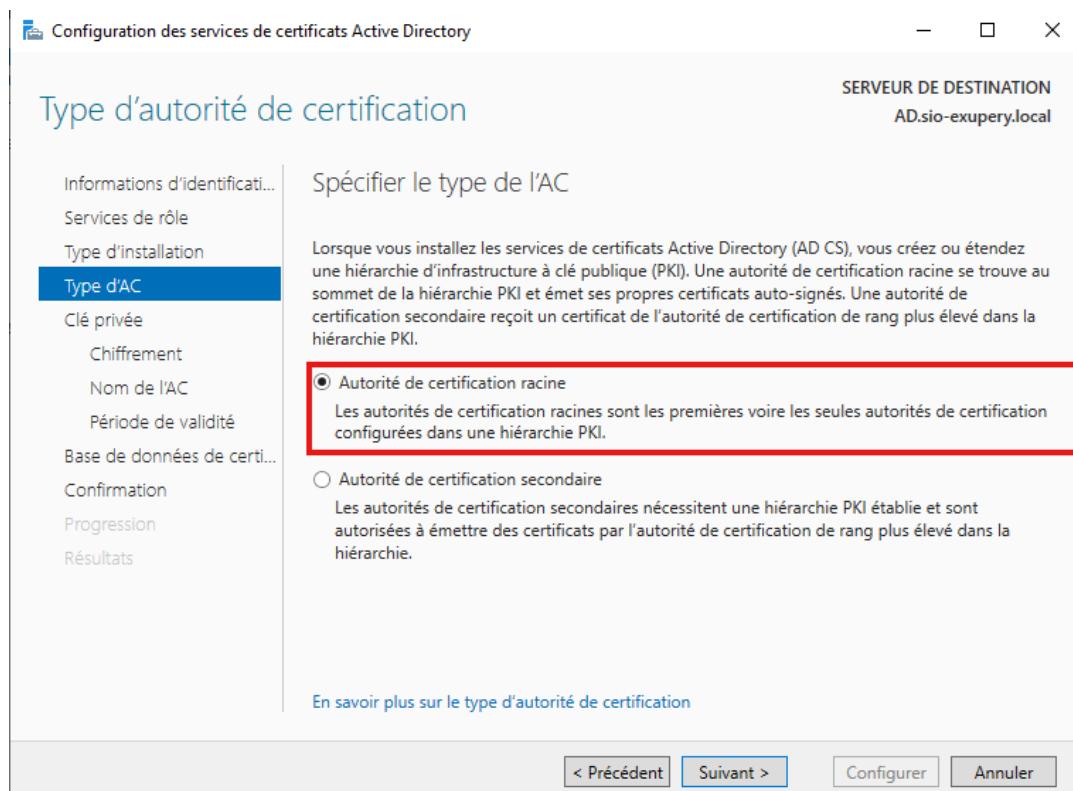 Configuration des services de certificats Active Directory
Type d'autorité de certification
SERVEUR DE DESTINATION
AD.sio-exupery.local
Informations d'identificati...
Services de rôle
Type d'installation
Type d'AC
Clé privée
Chiffrement
Nom de l'AC
Période de validité
Base de données de certi...
Confirmation
Progression
Résultats
Spécifier le type de l'AC
Lorsque vous installez les services de certificats Active Directory (AD CS), vous créez ou étendez
une hiérarchie d'infrastructure à clé publique (PKI). Une autorité de certification racine se trouve au
sommet de la hiérarchie PKI et émet ses propres certificats auto-signés. Une autorité de
certification secondaire reçoit un certificat de l'autorité de certification de rang plus élevé dans la
hiérarchie PKI.
Autorité de certification racine
Les autorités de certification racines sont les premières voire les seules autorités de certification
configurées dans une hiérarchie PKI.
Autorité de certification secondaire
Les autorités de certification secondaires nécessitent une hiérarchie PKI établie et sont
autorisées à émettre des certificats par l'autorité de certification de rang plus élevé dans la
hiérarchie.
En savoir plus sur le type d'autorité de certification
< Précédent
Suivant >
Configurer
Annuler